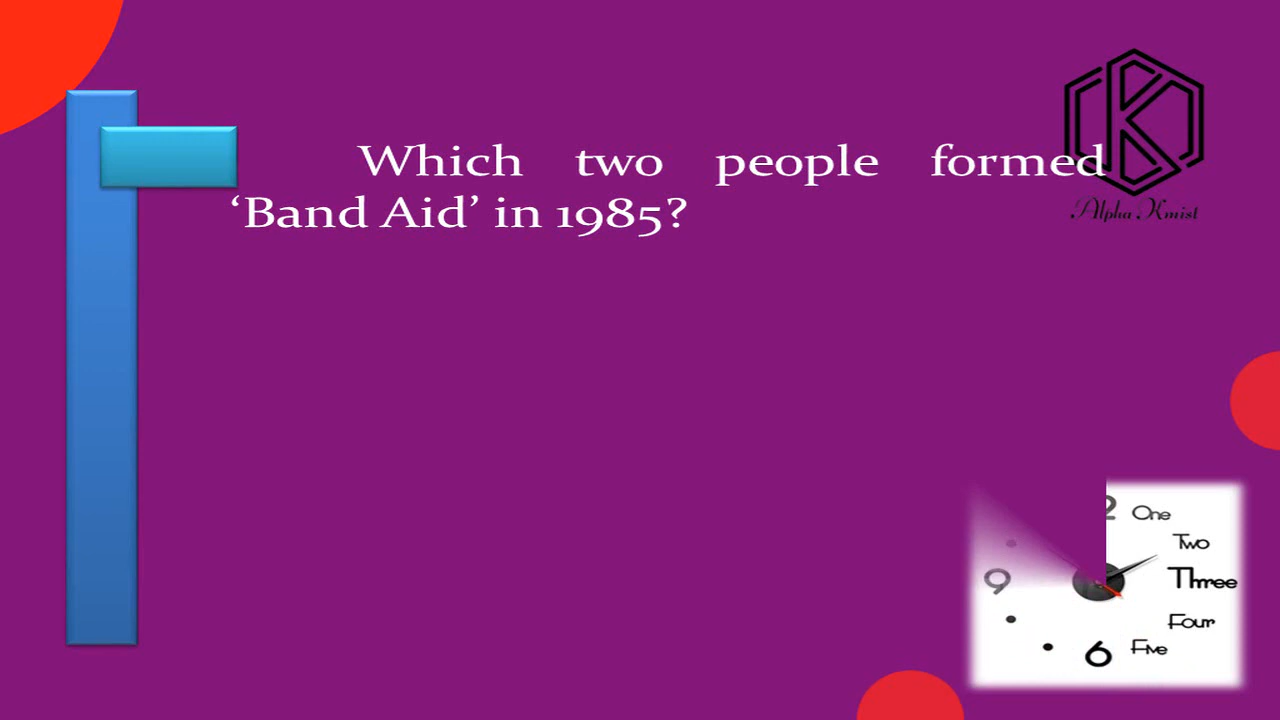 Which two people formed
‘Band Aid’ in 1985?
Alpha Kmist
2 One
Two
9 Three
Four
6 Five